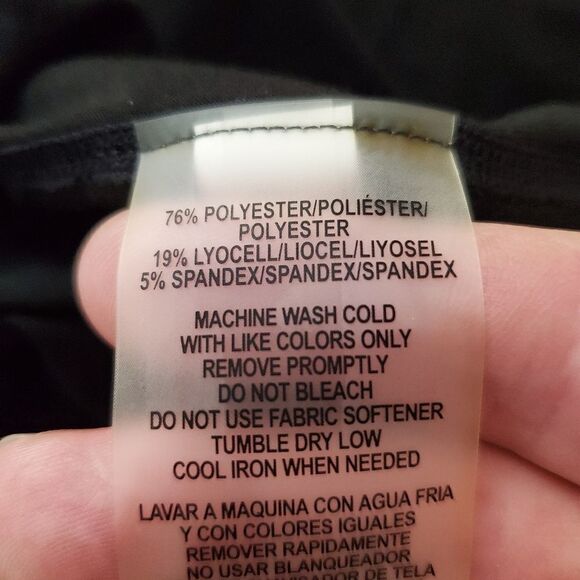 76% POLYESTER/POLIÉSTER/
POLYESTER
19% LYOCELL/LIOCEL/LIYOSEL
5% SPANDEX/SPANDEX/SPANDEX
MACHINE WASH COLD
WITH LIKE COLORS ONLY
REMOVE PROMPTLY
DO NOT BLEACH
DO NOT USE FABRIC SOFTENER
TUMBLE DRY LOW
COOL IRON WHEN NEEDED
LAVAR A MAQUINA CON AGUA FRIA
Y CON COLORES IGUALES
REMOVER RAPIDAMENTE
NO USAR BLANQUEADOR
DE TELA